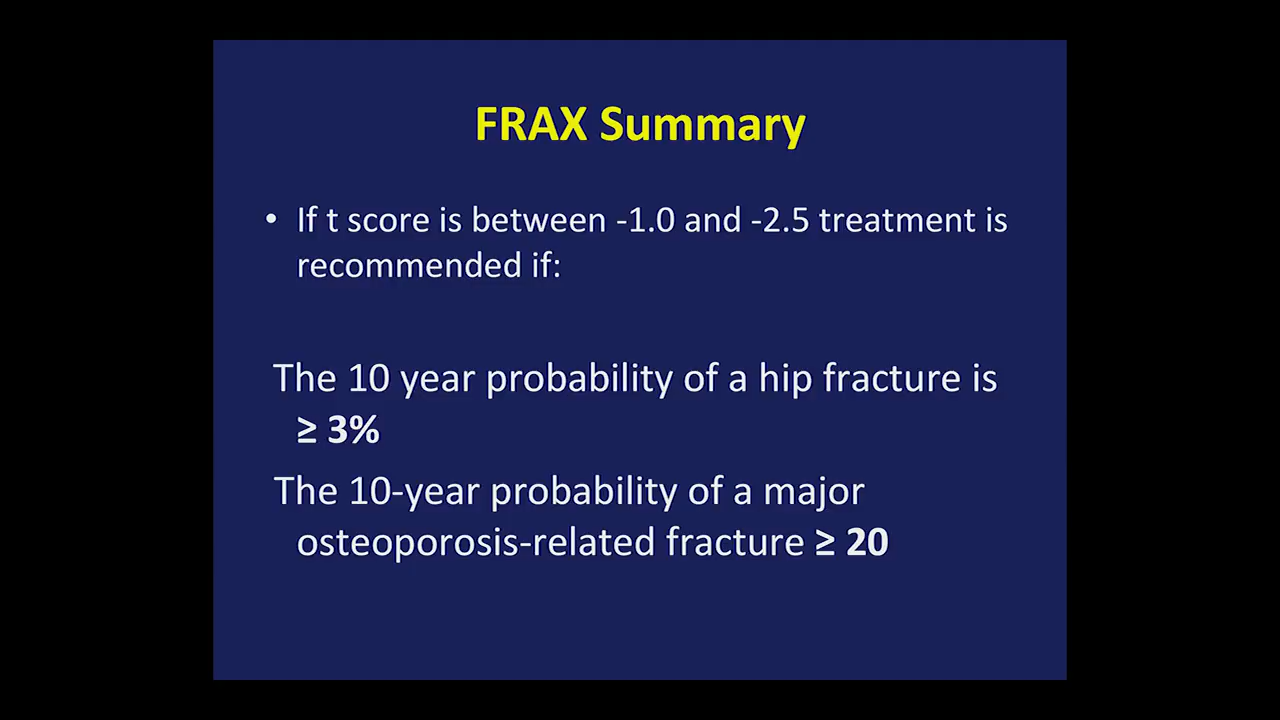 FRAX Summary
• If t score is between -1.0 and -2.5 treatment is
recommended if:
The 10 year probability of a hip fracture is
≥ 3%
The 10-year probability of a major
osteoporosis-related fracture ≥ 20